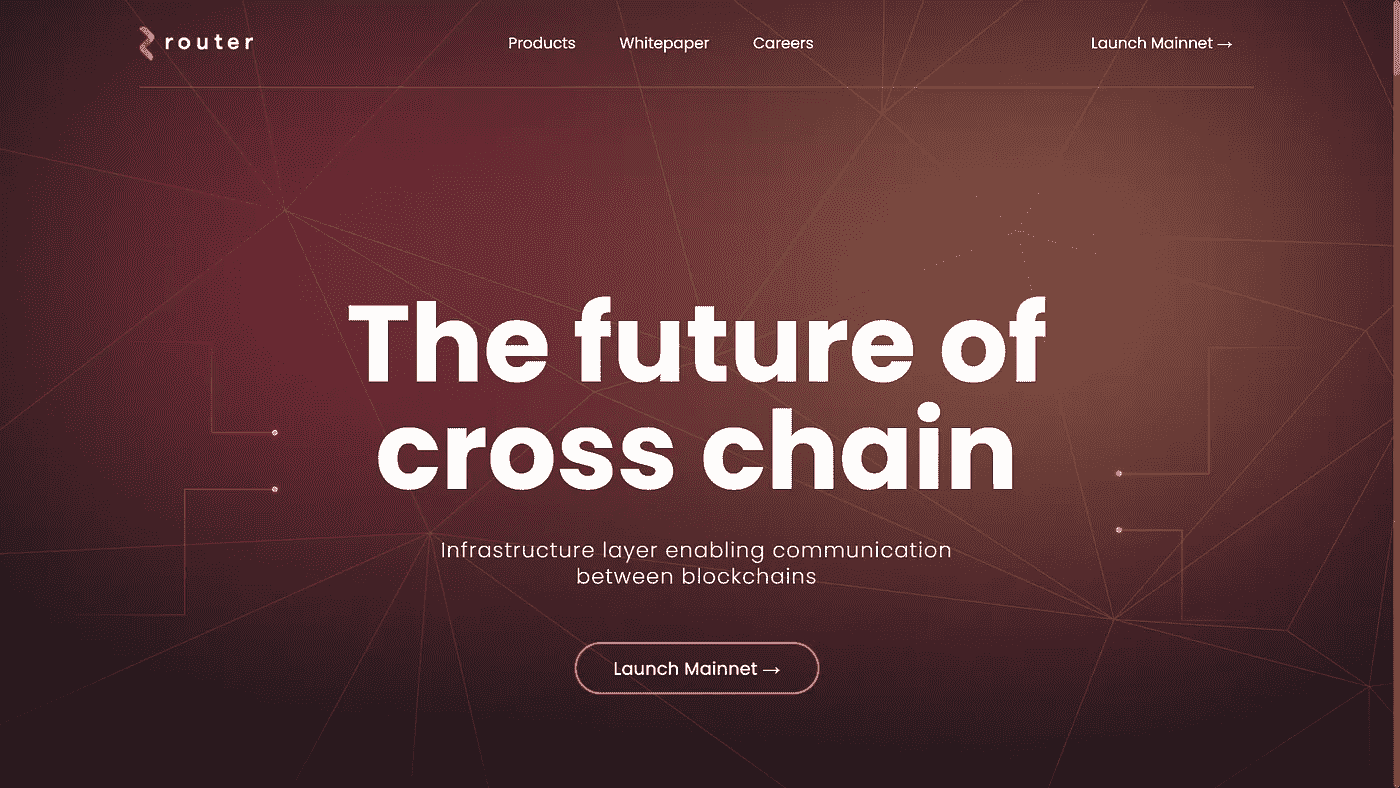 router
Products
Whitepaper
Careers
Launch Mainnet →
The future of
cross chain
Infrastructure layer enabling communication
between blockchains
Launch Mainnet →